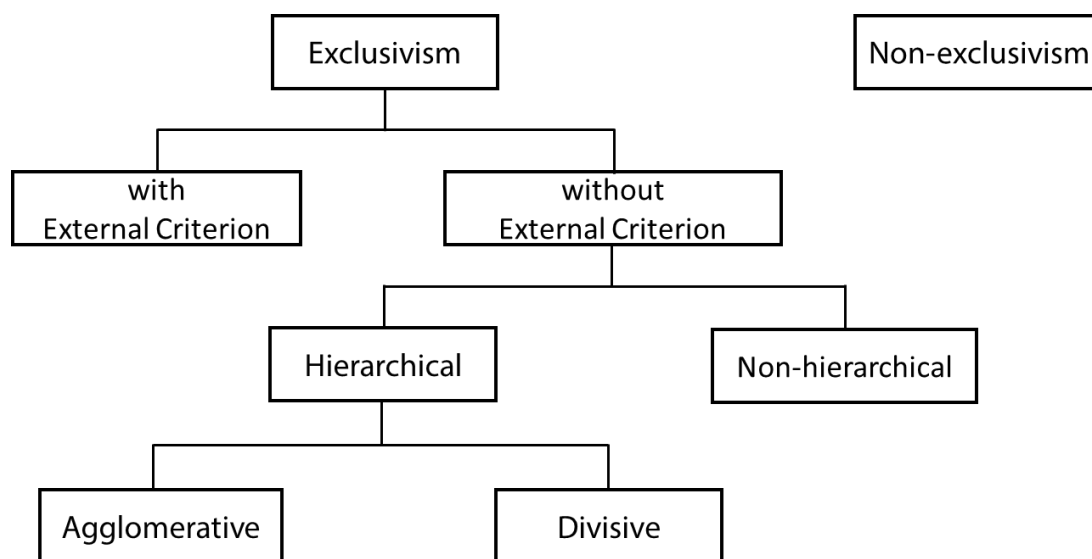 Exclusivism
Non-exclusivism
with
External Criterion
without
External Criterion
Hierarchical
Non-hierarchical
Agglomerative
Divisive